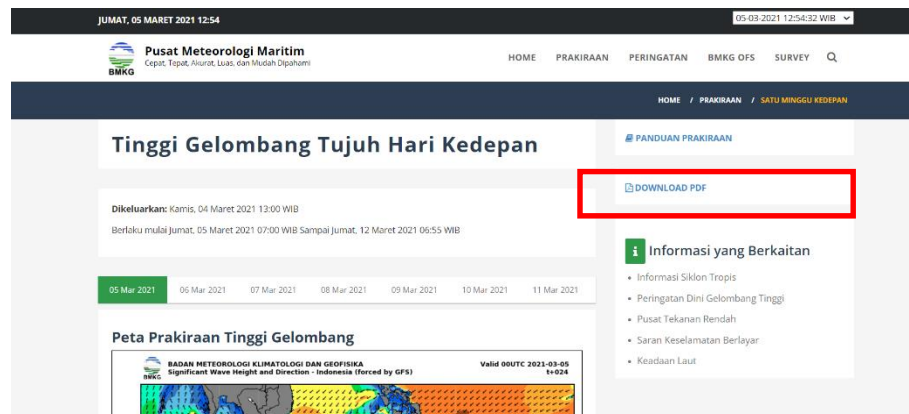 JUMAT, 05 MARET 2021 12:54
05-03-2021 12:54:32 WIB
BMKG
Pusat Meteorologi Maritim
Cepat, Tepat, Akurat, Luas, dan Mudah Dipahami
HOME PRAKIRAAN PERINGATAN BMKG OFS SURVEY
HOME / PRAKIRAAN / SATU MINGGU KEDEPAN
Tinggi Gelombang Tujuh Hari Kedepan
Dikeluarkan: Kamis, 04 Maret 2021 13:00 WIB
Berlaku mulai Jumat, 05 Maret 2021 07:00 WIB Sampai Jumat, 12 Maret 2021 06:55 WIB
05 Mar 2021 06 Mar 2021 07 Mar 2021 08 Mar 2021 09 Mar 2021 10 Mar 2021 11 Mar 2021
Peta Prakiraan Tinggi Gelombang
BMKG
BADAN METEOROLOGI KLIMATOLOGI DAN GEOFISIKA
Significant Wave Height and Direction - Indonesia (forced by GFS)
Valid 00UTC 2021-03-05
t+024
PANDUAN PRAKIRAAN
DOWNLOAD PDF
i Informasi yang Berkaitan
• Informasi Siklon Tropis
• Peringatan Dini Gelombang Tinggi
• Pusat Tekanan Rendah
• Saran Keselamatan Berlayar
• Keadaan Laut